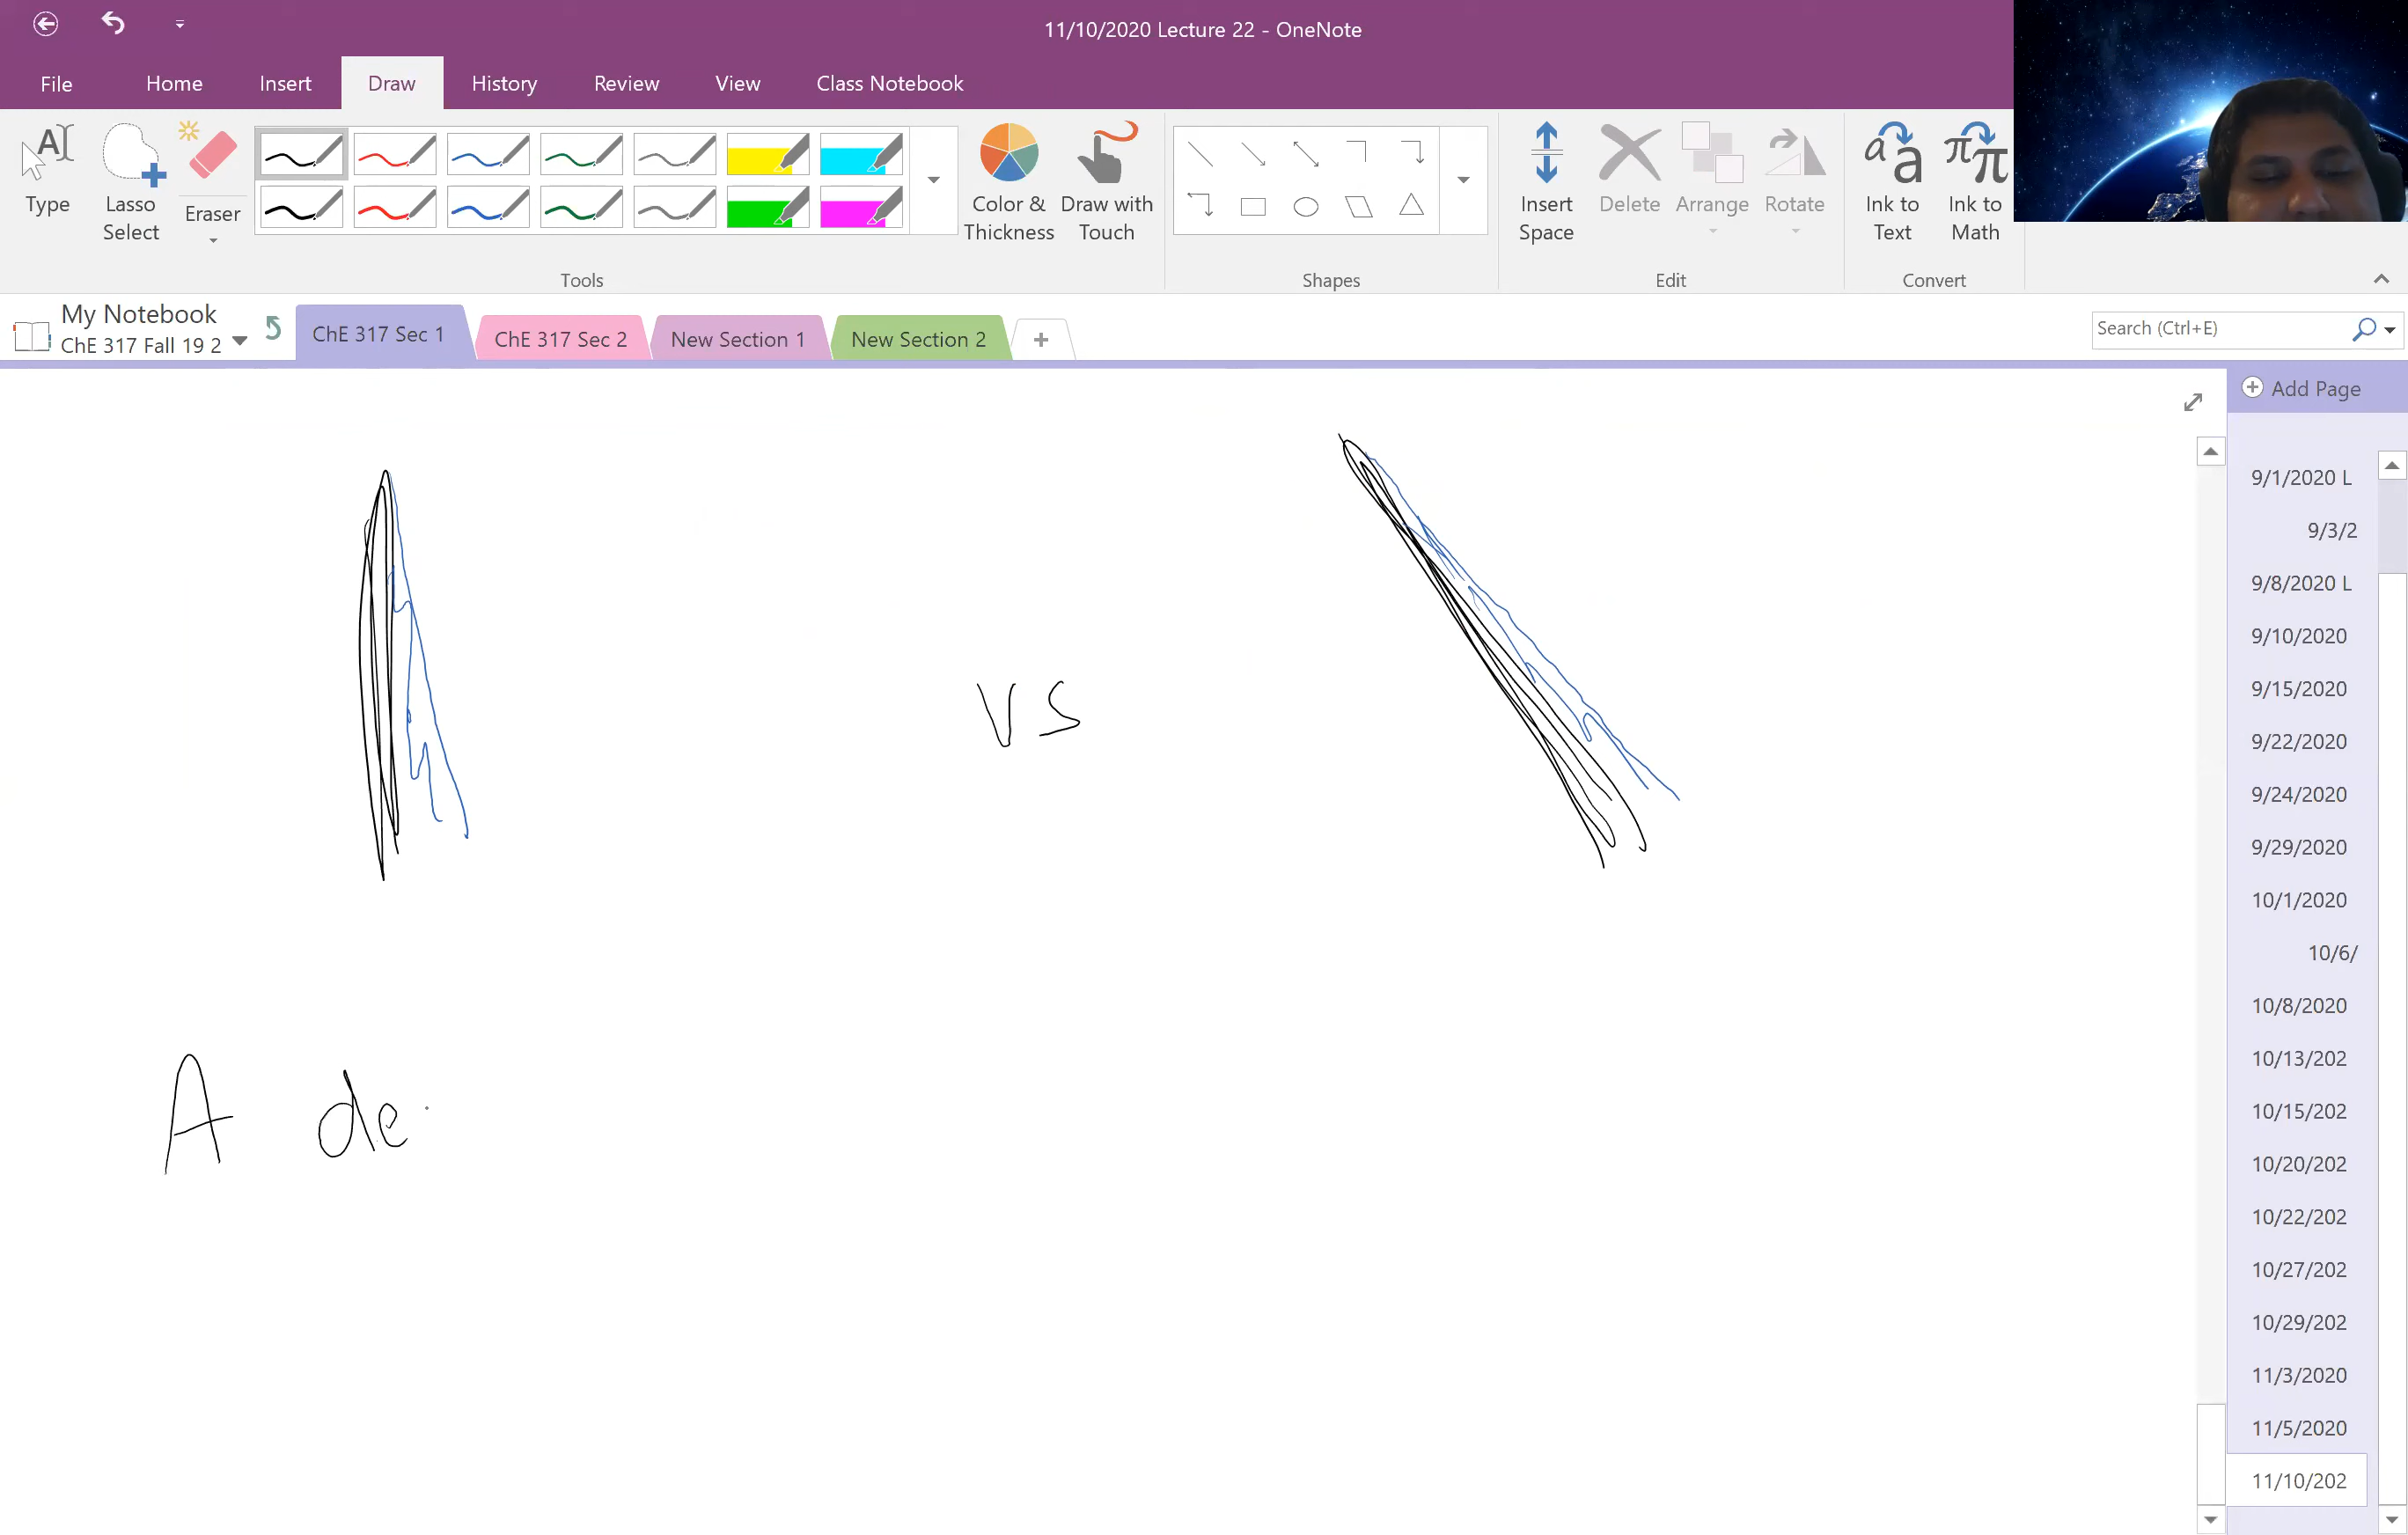 11/10/2020 Lecture 22 - OneNote
File Home Insert Draw History Review View Class Notebook
Type
Lasso Select
Eraser
Color & Thickness
Draw with Touch
Insert Space
Delete
Arrange
Rotate
Ink to Text
Ink to Math
Tools Shapes Edit Convert
My Notebook
ChE 317 Fall 19 2
ChE 317 Sec 1 ChE 317 Sec 2 New Section 1 New Section 2 +
Search (Ctrl+E)
Add Page
9/1/2020 L
9/3/2
9/8/2020 L
9/10/2020
9/15/2020
9/22/2020
9/24/2020
9/29/2020
10/1/2020
10/6/
10/8/2020
10/13/202
10/15/202
10/20/202
10/22/202
10/27/202
10/29/202
11/3/2020
11/5/2020
11/10/202
vs
A de